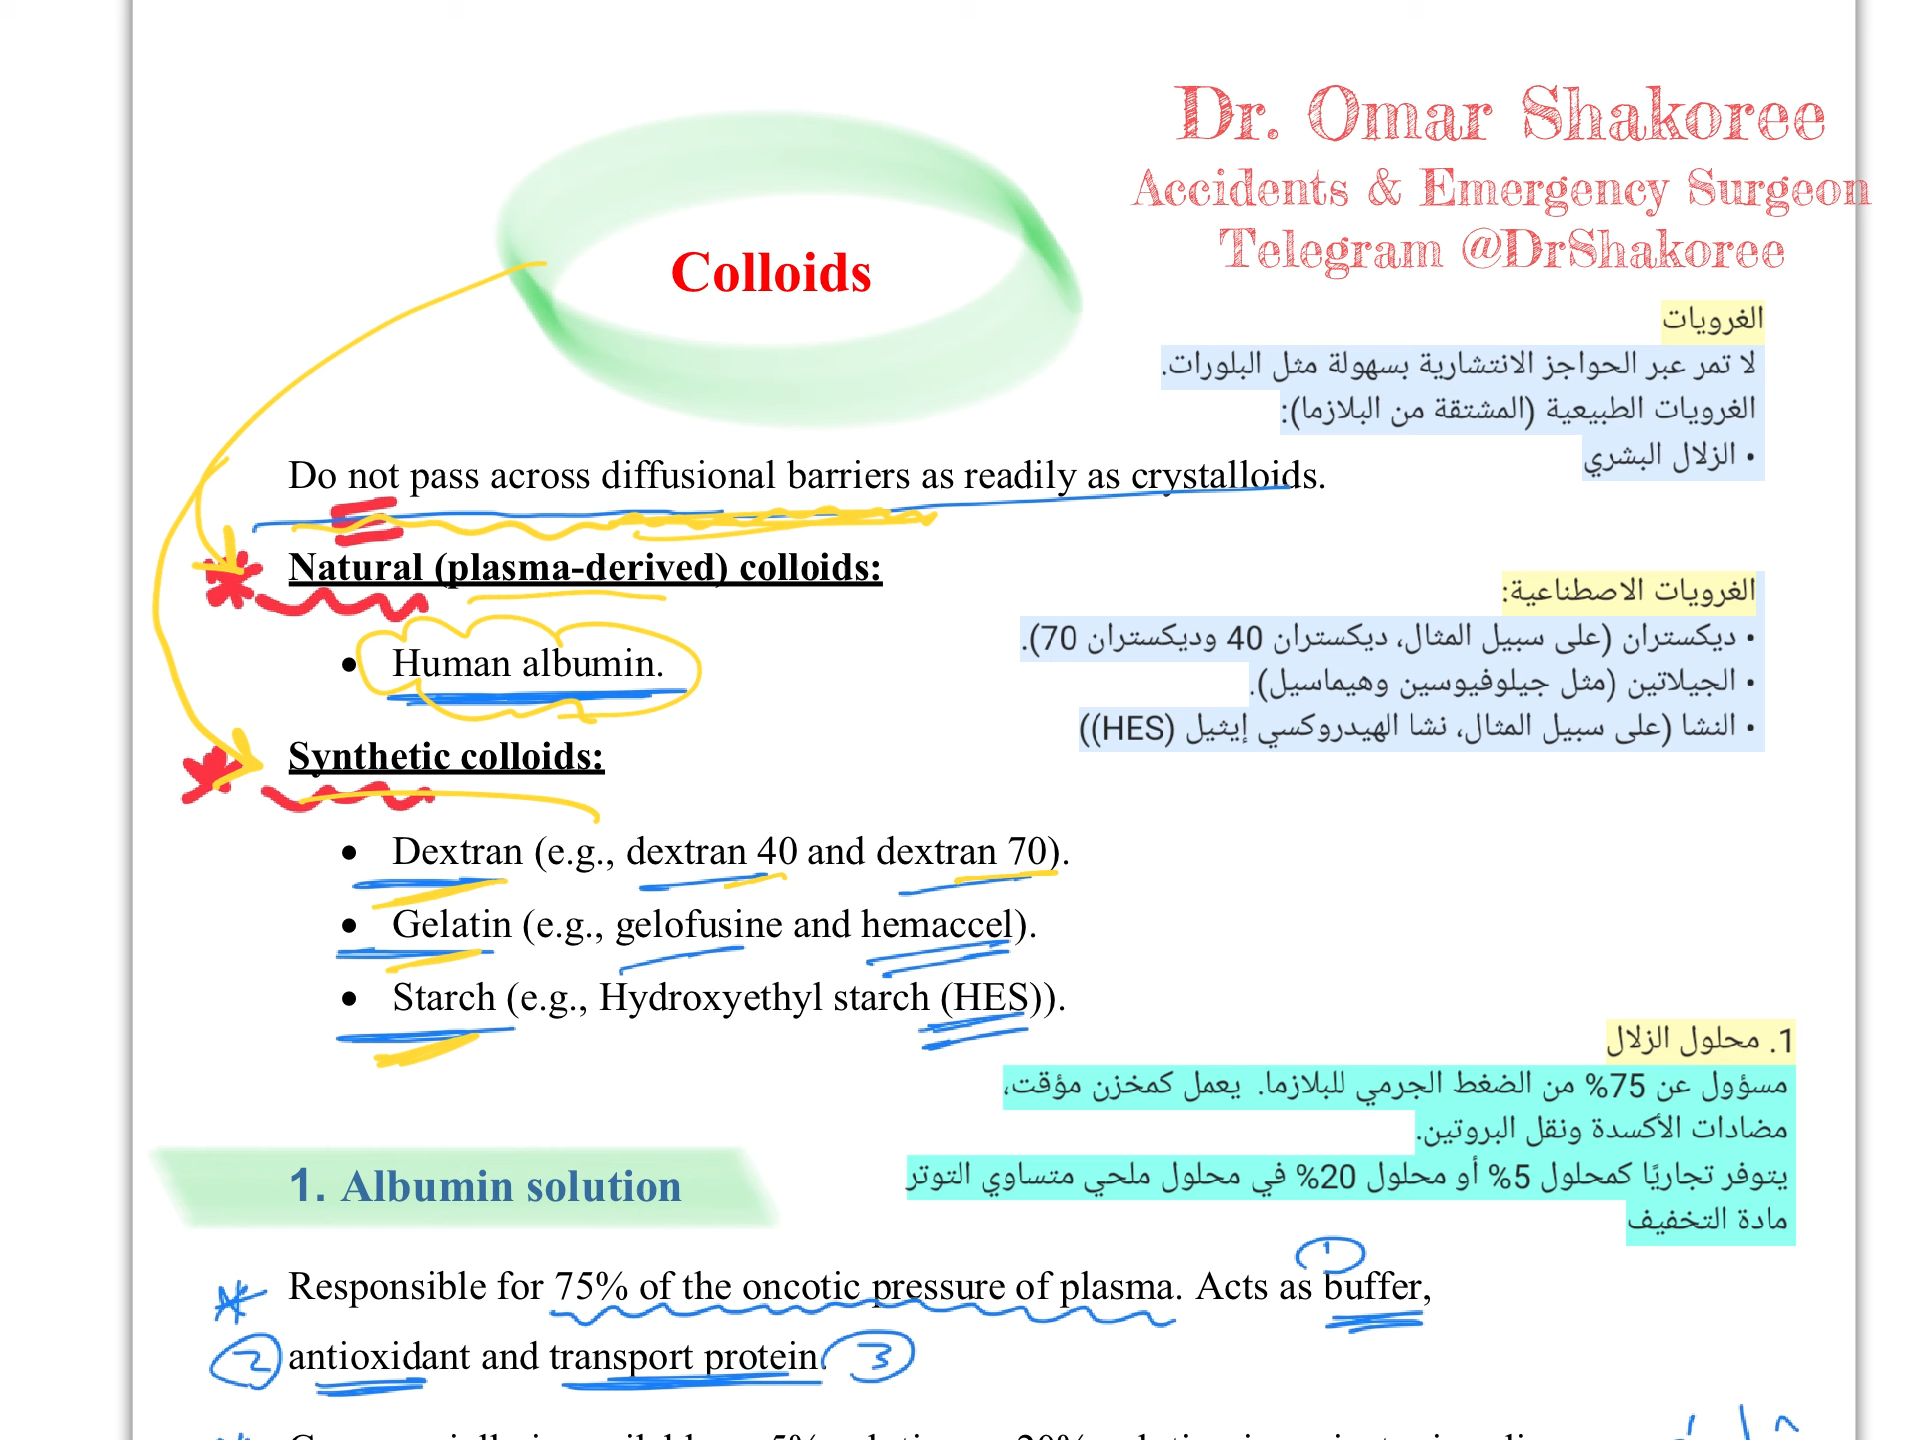 Dr. Omar Shakoree
Accidents & Emergency Surgeon
Telegram @DrShakoree
Colloids
الغرويات
لا تمر عبر الحواجز الانتشارية بسهولة مثل البلورات.
الغرويات الطبيعية (المشتقة من البلازما):
• الزلال البشري
Do not pass across diffusional barriers as readily as crystalloids.
Natural (plasma-derived) colloids:
• Human albumin.
الغرويات الاصطناعية:
• ديكستران (على سبيل المثال، ديكستران 40 وديكستران 70).
• الجيلاتين (مثل جيلوفيوسين وهيماسيل).
• النشا (على سبيل المثال، نشا الهيدروكسي إيثيل (HES))
Synthetic colloids:
• Dextran (e.g., dextran 40 and dextran 70).
• Gelatin (e.g., gelofusine and hemaccel).
• Starch (e.g., Hydroxyethyl starch (HES)).
1. محلول الزلال
مسؤول عن 75% من الضغط الجرمي للبلازما. يعمل كمخزن مؤقت،
مضادات الأكسدة ونقل البروتين.
يتوفر تجاريًا كمحلول 5% أو محلول 20% في محلول ملحي متساوي التوتر
مادة التخفيف
1. Albumin solution
1
Responsible for 75% of the oncotic pressure of plasma. Acts as buffer,
2 antioxidant and transport protein. 3